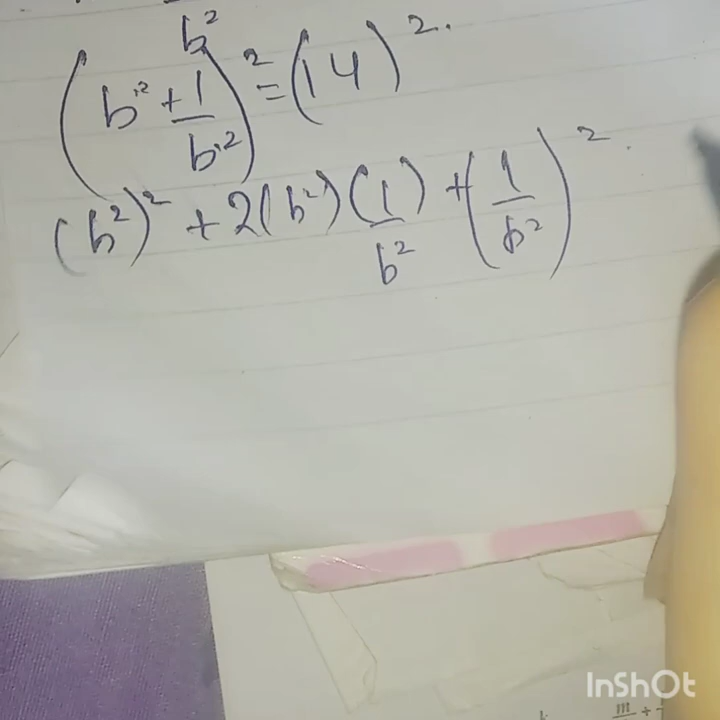 b²
(b² + 1/b²)² = (14)².
(b²)² + 2(b²)(1/b²) + (1/b²)².
InShOt
m